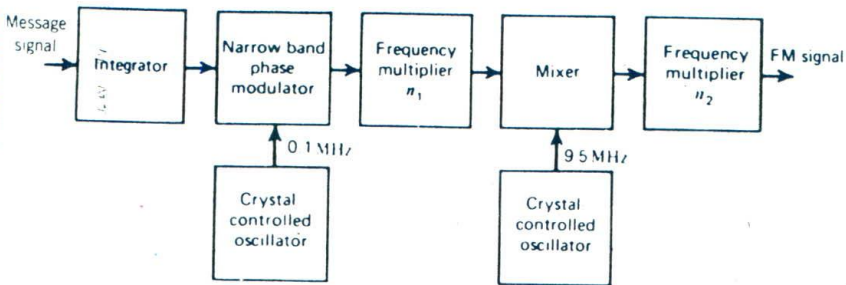 Message
signal
Integrator
Narrow band
phase
modulator
Frequency
multiplier
n₁
Mixer
Frequency
multiplier
n₂
FM signal
0 1 MHz
9 5 MHz
Crystal
controlled
oscillator
Crystal
controlled
oscillator